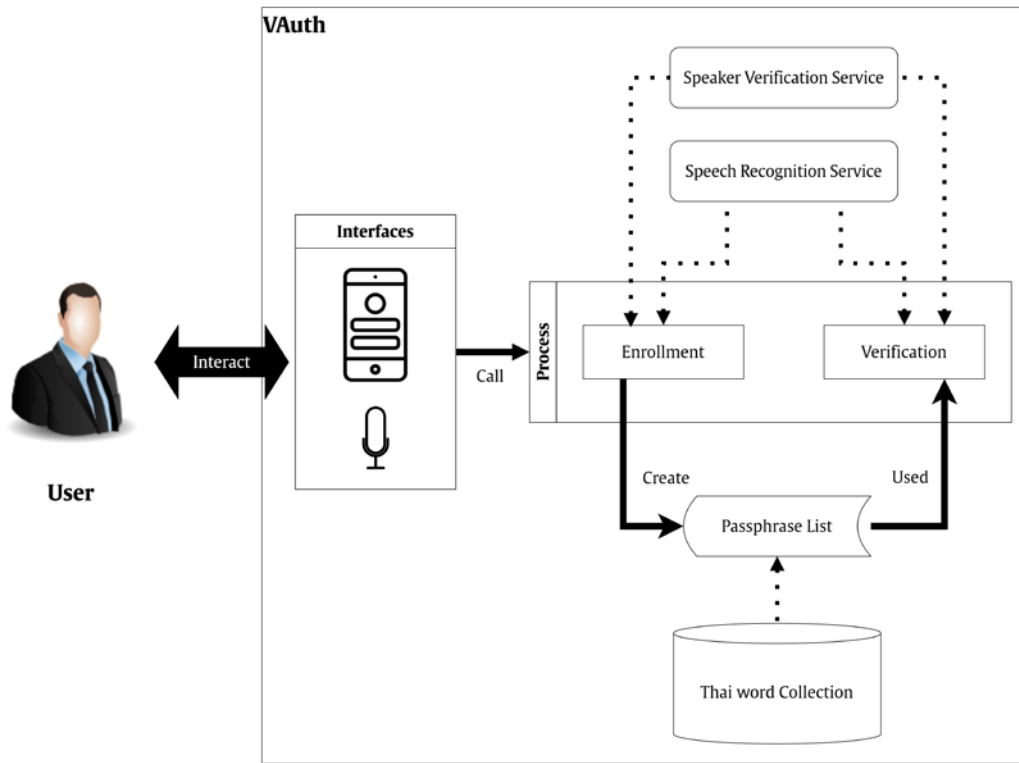 VAuth
Speaker Verification Service
Speech Recognition Service
Interfaces
Interact
User
Call
Process
Enrollment
Verification
Create
Used
Passphrase List
Thai word Collection